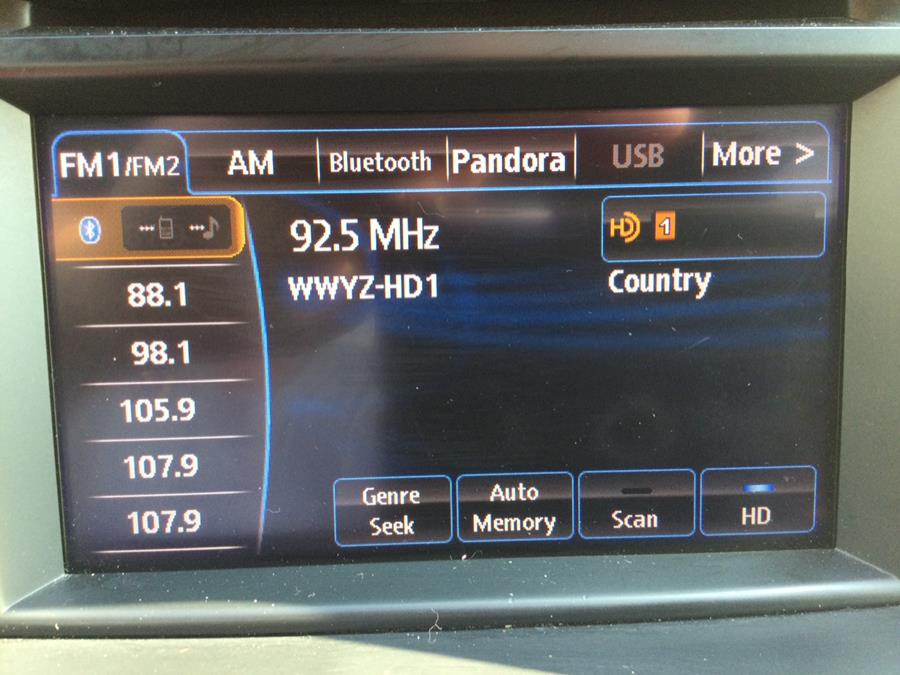 FM1/FM2 AM Bluetooth Pandora USB More >
92.5 MHz
HD 1
WWYZ-HD1
Country
88.1
98.1
105.9
107.9
107.9
Genre Seek
Auto Memory
Scan
HD